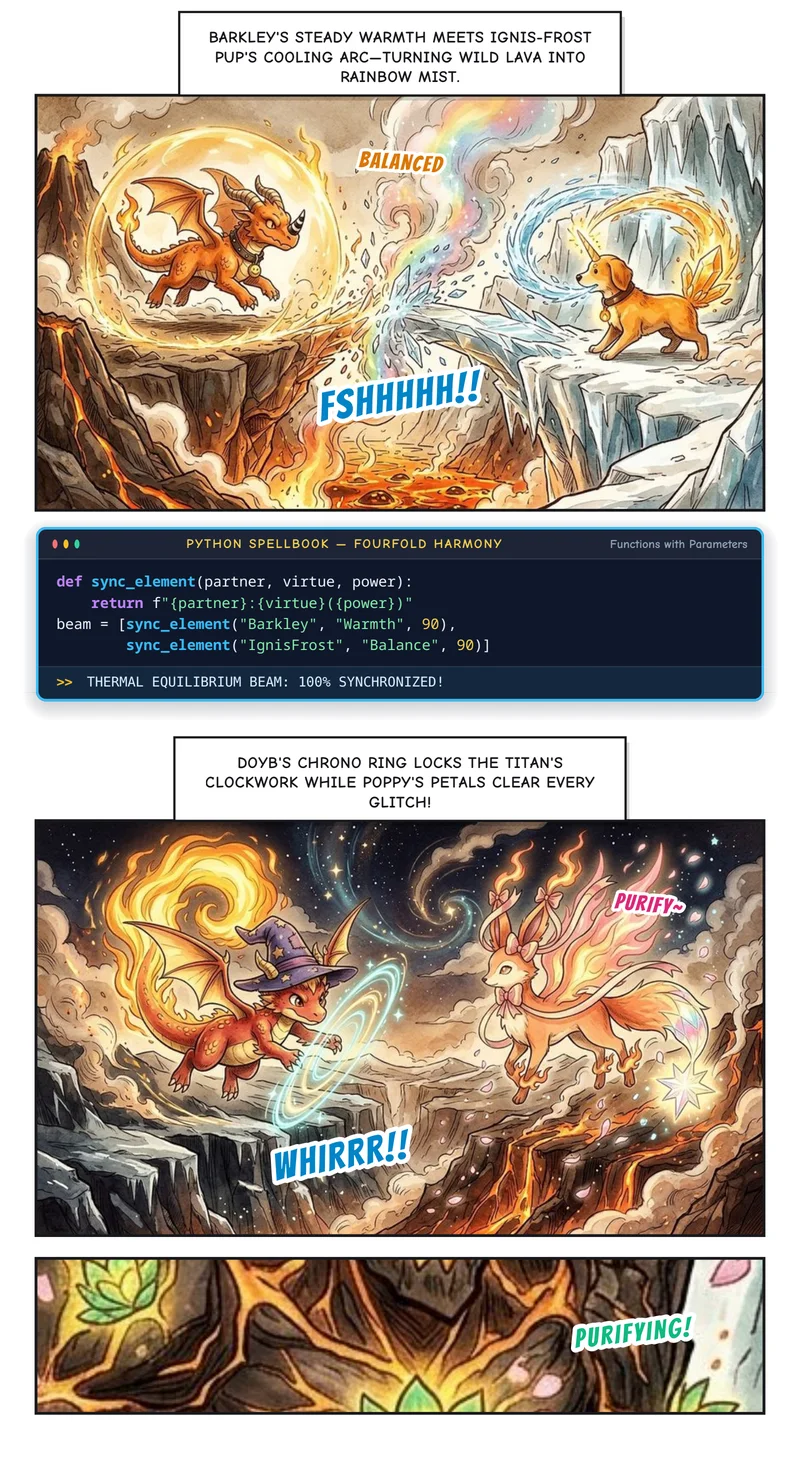 BARKLEY'S STEADY WARMTH MEETS IGNIS-FROST
PUP'S COOLING ARC—TURNING WILD LAVA INTO
RAINBOW MIST.
BALANCED
FSHHHHH!!
PYTHON SPELLBOOK — FOURFOLD HARMONY
Functions with Parameters
def sync_element(partner, virtue, power):
    return f"{partner}:{virtue}({power})"
beam = [sync_element("Barkley", "Warmth", 90),
        sync_element("IgnisFrost", "Balance", 90)]
>> THERMAL EQUILIBRIUM BEAM: 100% SYNCHRONIZED!
DOYB'S CHRONO RING LOCKS THE TITAN'S
CLOCKWORK WHILE POPPY'S PETALS CLEAR EVERY
GLITCH!
PURIFY~
WHIRRR!!
PURIFYING!